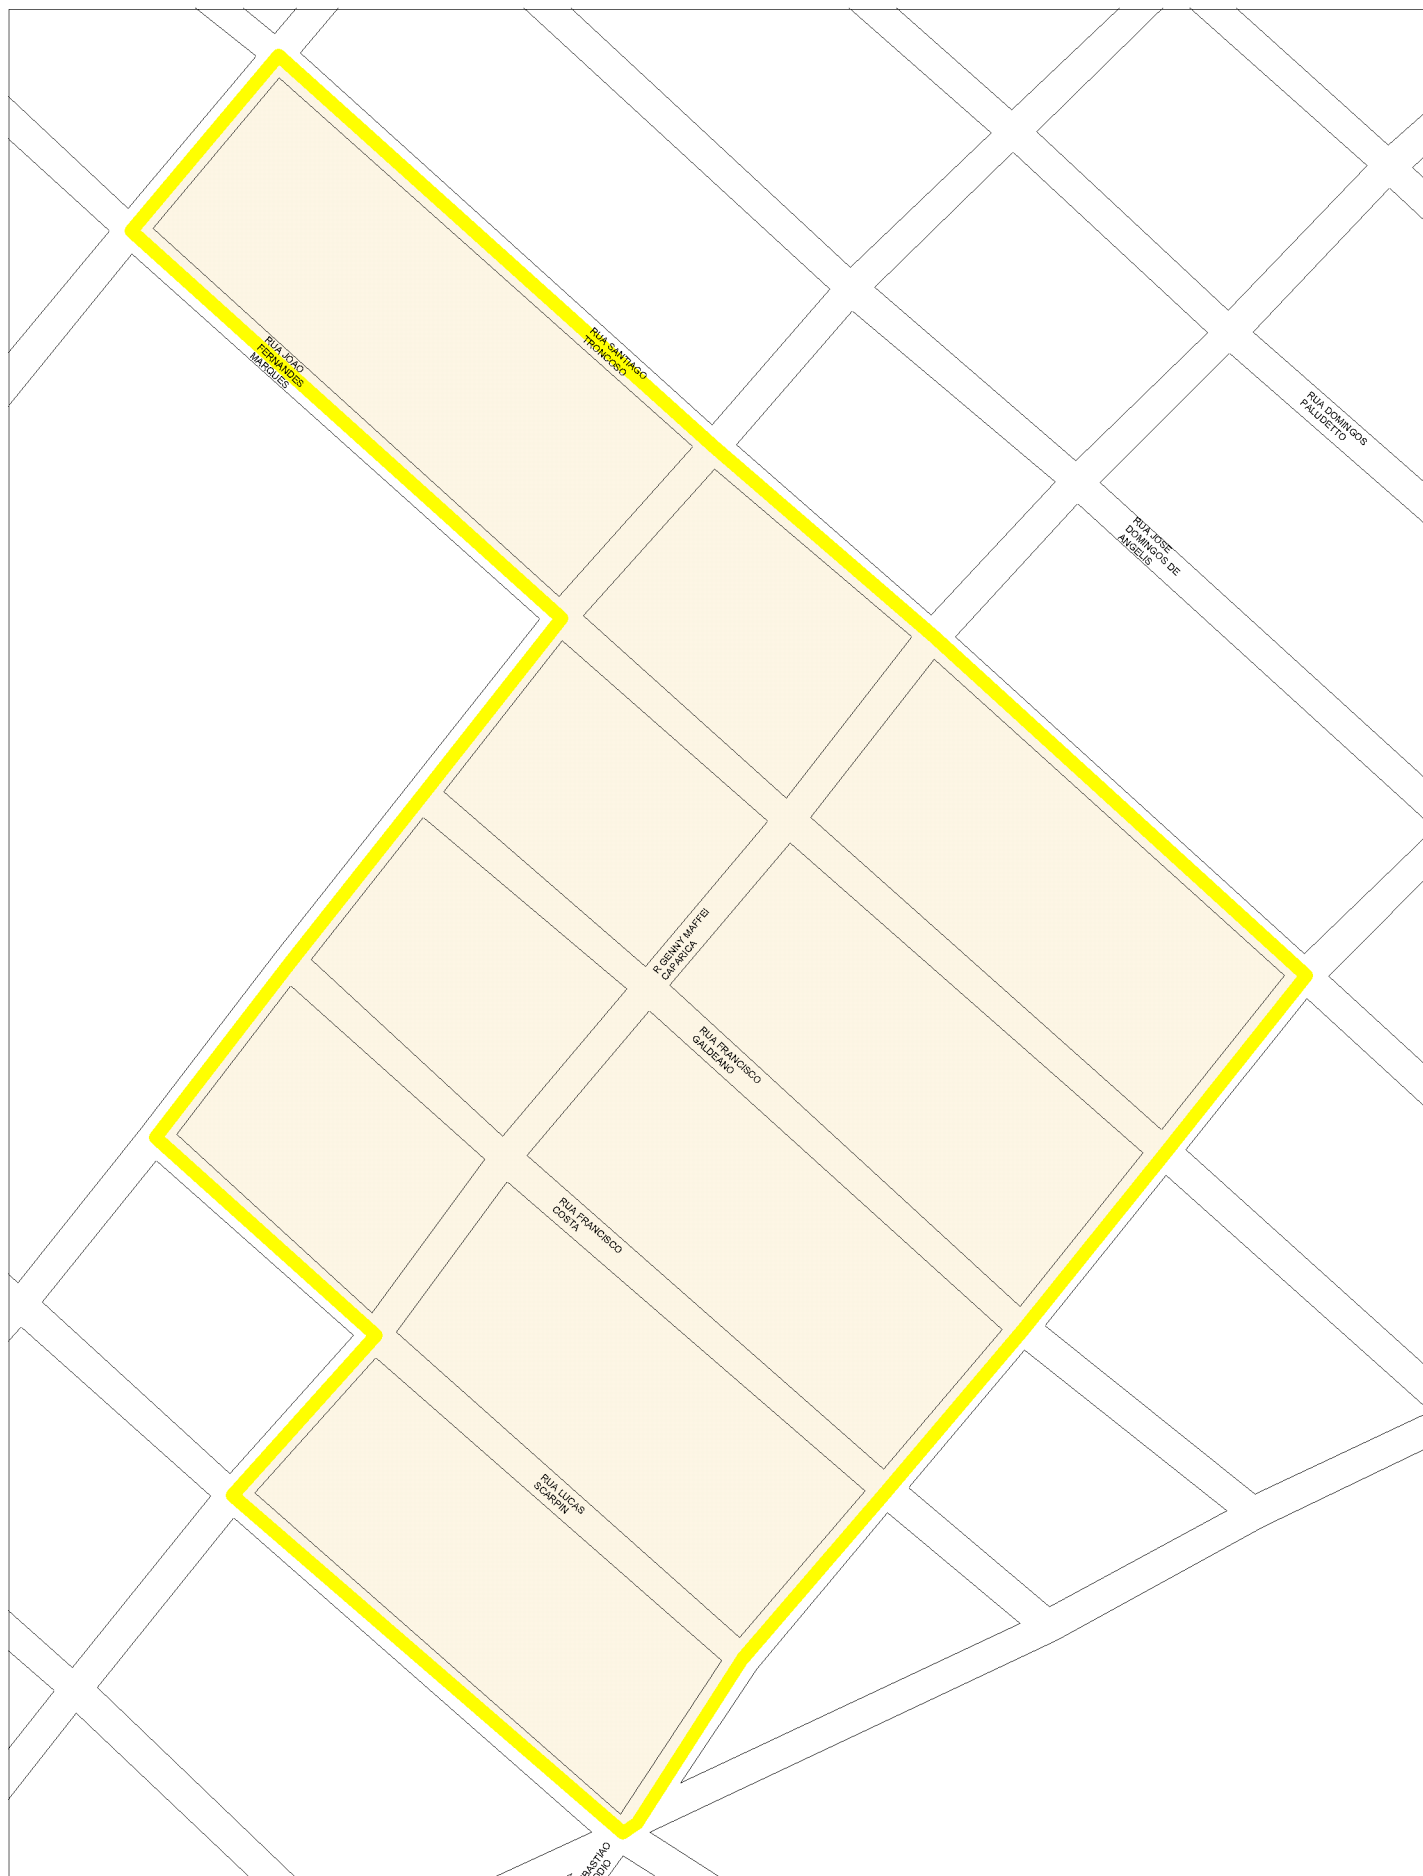 RUA SANTIAGO
TRONCOSO
RUA JOAO
FERNANDES
MARQUES
RUA DOMINGOS
PALUDETTO
RUA JOSE
DOMINGOS DE
ANGELIS
R GENNY MAFFEI
CAPARICA
RUA FRANCISCO
GALDEANO
RUA FRANCISCO
COSTA
RUA LUCAS
SCARPIN